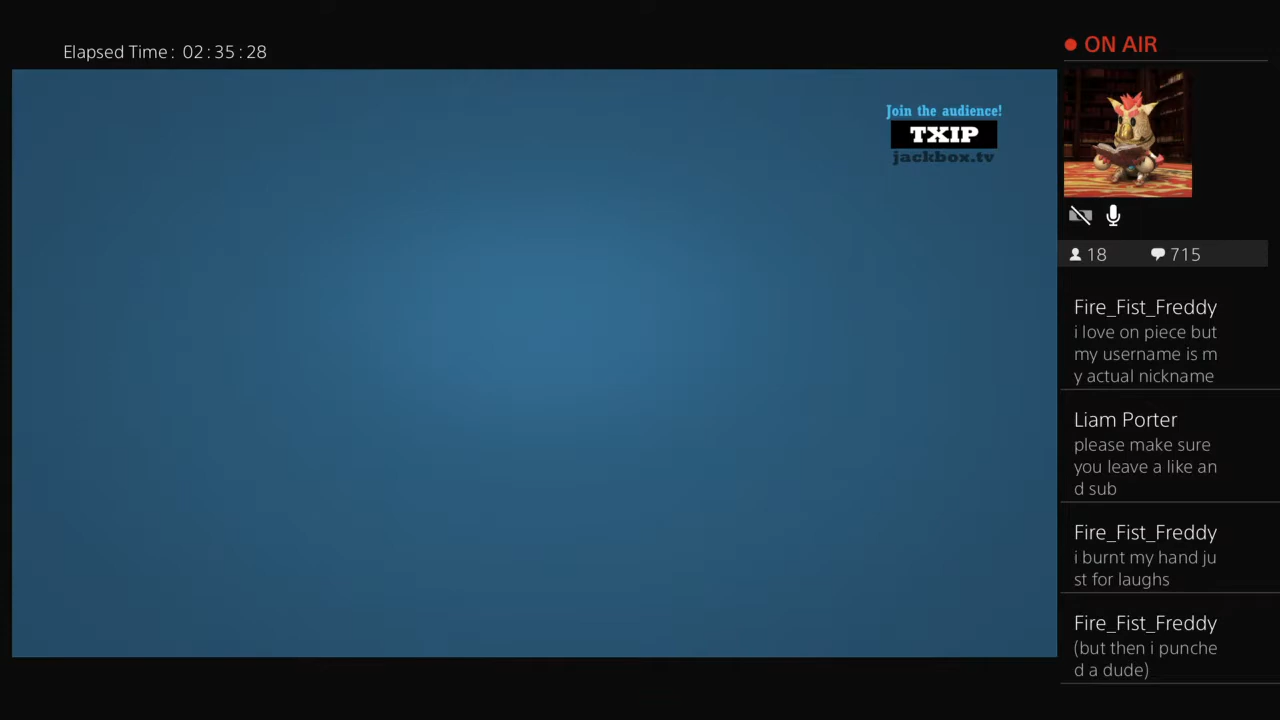 Elapsed Time: 02:35:28
ON AIR
Join the audience!
TXIP
jackbox.tv
18 715
Fire_Fist_Freddy
i love on piece but
my username is m
y actual nickname
Liam Porter
please make sure
you leave a like an
d sub
Fire_Fist_Freddy
i burnt my hand ju
st for laughs
Fire_Fist_Freddy
(but then i punche
d a dude)